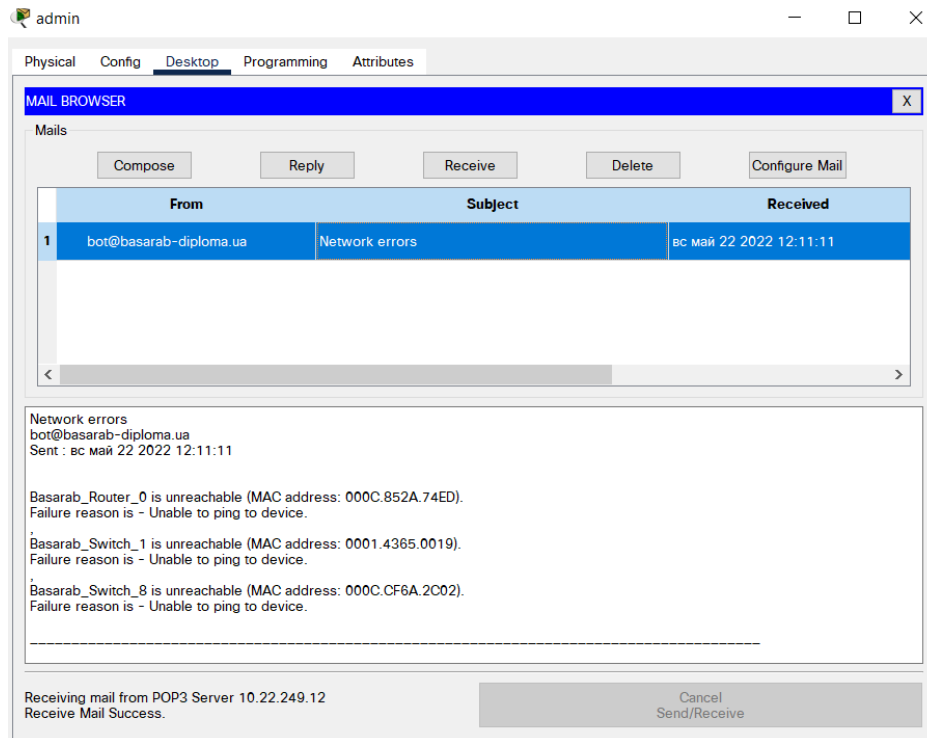 admin
Physical Config Desktop Programming Attributes
MAIL BROWSER X
Mails
Compose Reply Receive Delete Configure Mail
From Subject Received
1 bot@basarab-diploma.ua Network errors вс май 22 2022 12:11:11
Network errors
bot@basarab-diploma.ua
Sent : вс май 22 2022 12:11:11
Basarab_Router_0 is unreachable (MAC address: 000C.852A.74ED).
Failure reason is - Unable to ping to device.
,
Basarab_Switch_1 is unreachable (MAC address: 0001.4365.0019).
Failure reason is - Unable to ping to device.
,
Basarab_Switch_8 is unreachable (MAC address: 000C.CF6A.2C02).
Failure reason is - Unable to ping to device.
Receiving mail from POP3 Server 10.22.249.12
Receive Mail Success.
Cancel
Send/Receive